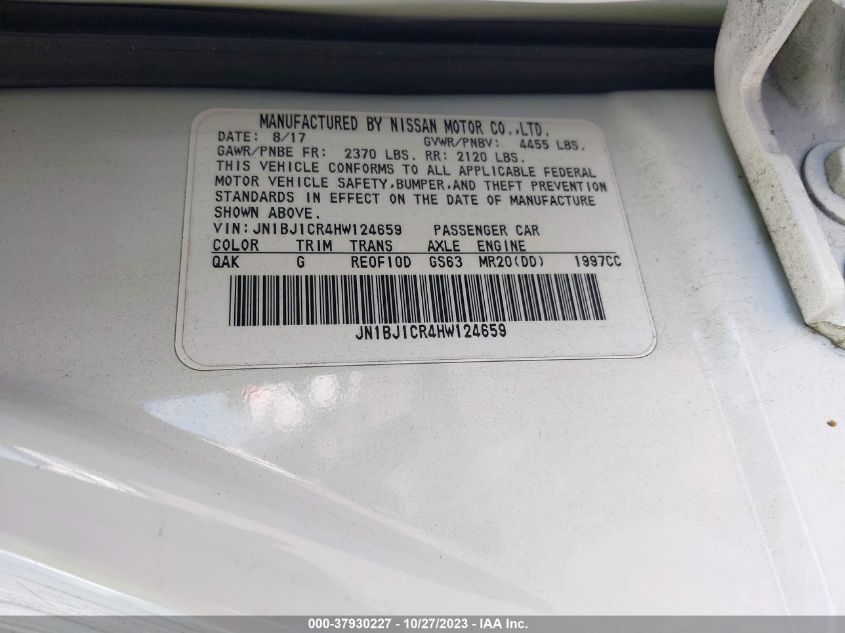 MANUFACTURED BY NISSAN MOTOR CO.,LTD.
DATE: 8/17 GVWR/PNBV: 4455 LBS.
GAWR/PNBE FR: 2370 LBS. RR: 2120 LBS.
THIS VEHICLE CONFORMS TO ALL APPLICABLE FEDERAL
MOTOR VEHICLE SAFETY,BUMPER,AND THEFT PREVENTION
STANDARDS IN EFFECT ON THE DATE OF MANUFACTURE
SHOWN ABOVE.
VIN: JN1BJ1CR4HW124659 PASSENGER CAR
COLOR TRIM TRANS AXLE ENGINE
QAK G RE0F10D GS63 MR20(DD) 1997CC
JN1BJ1CR4HW124659
000-37930227 - 10/27/2023 - IAA Inc.